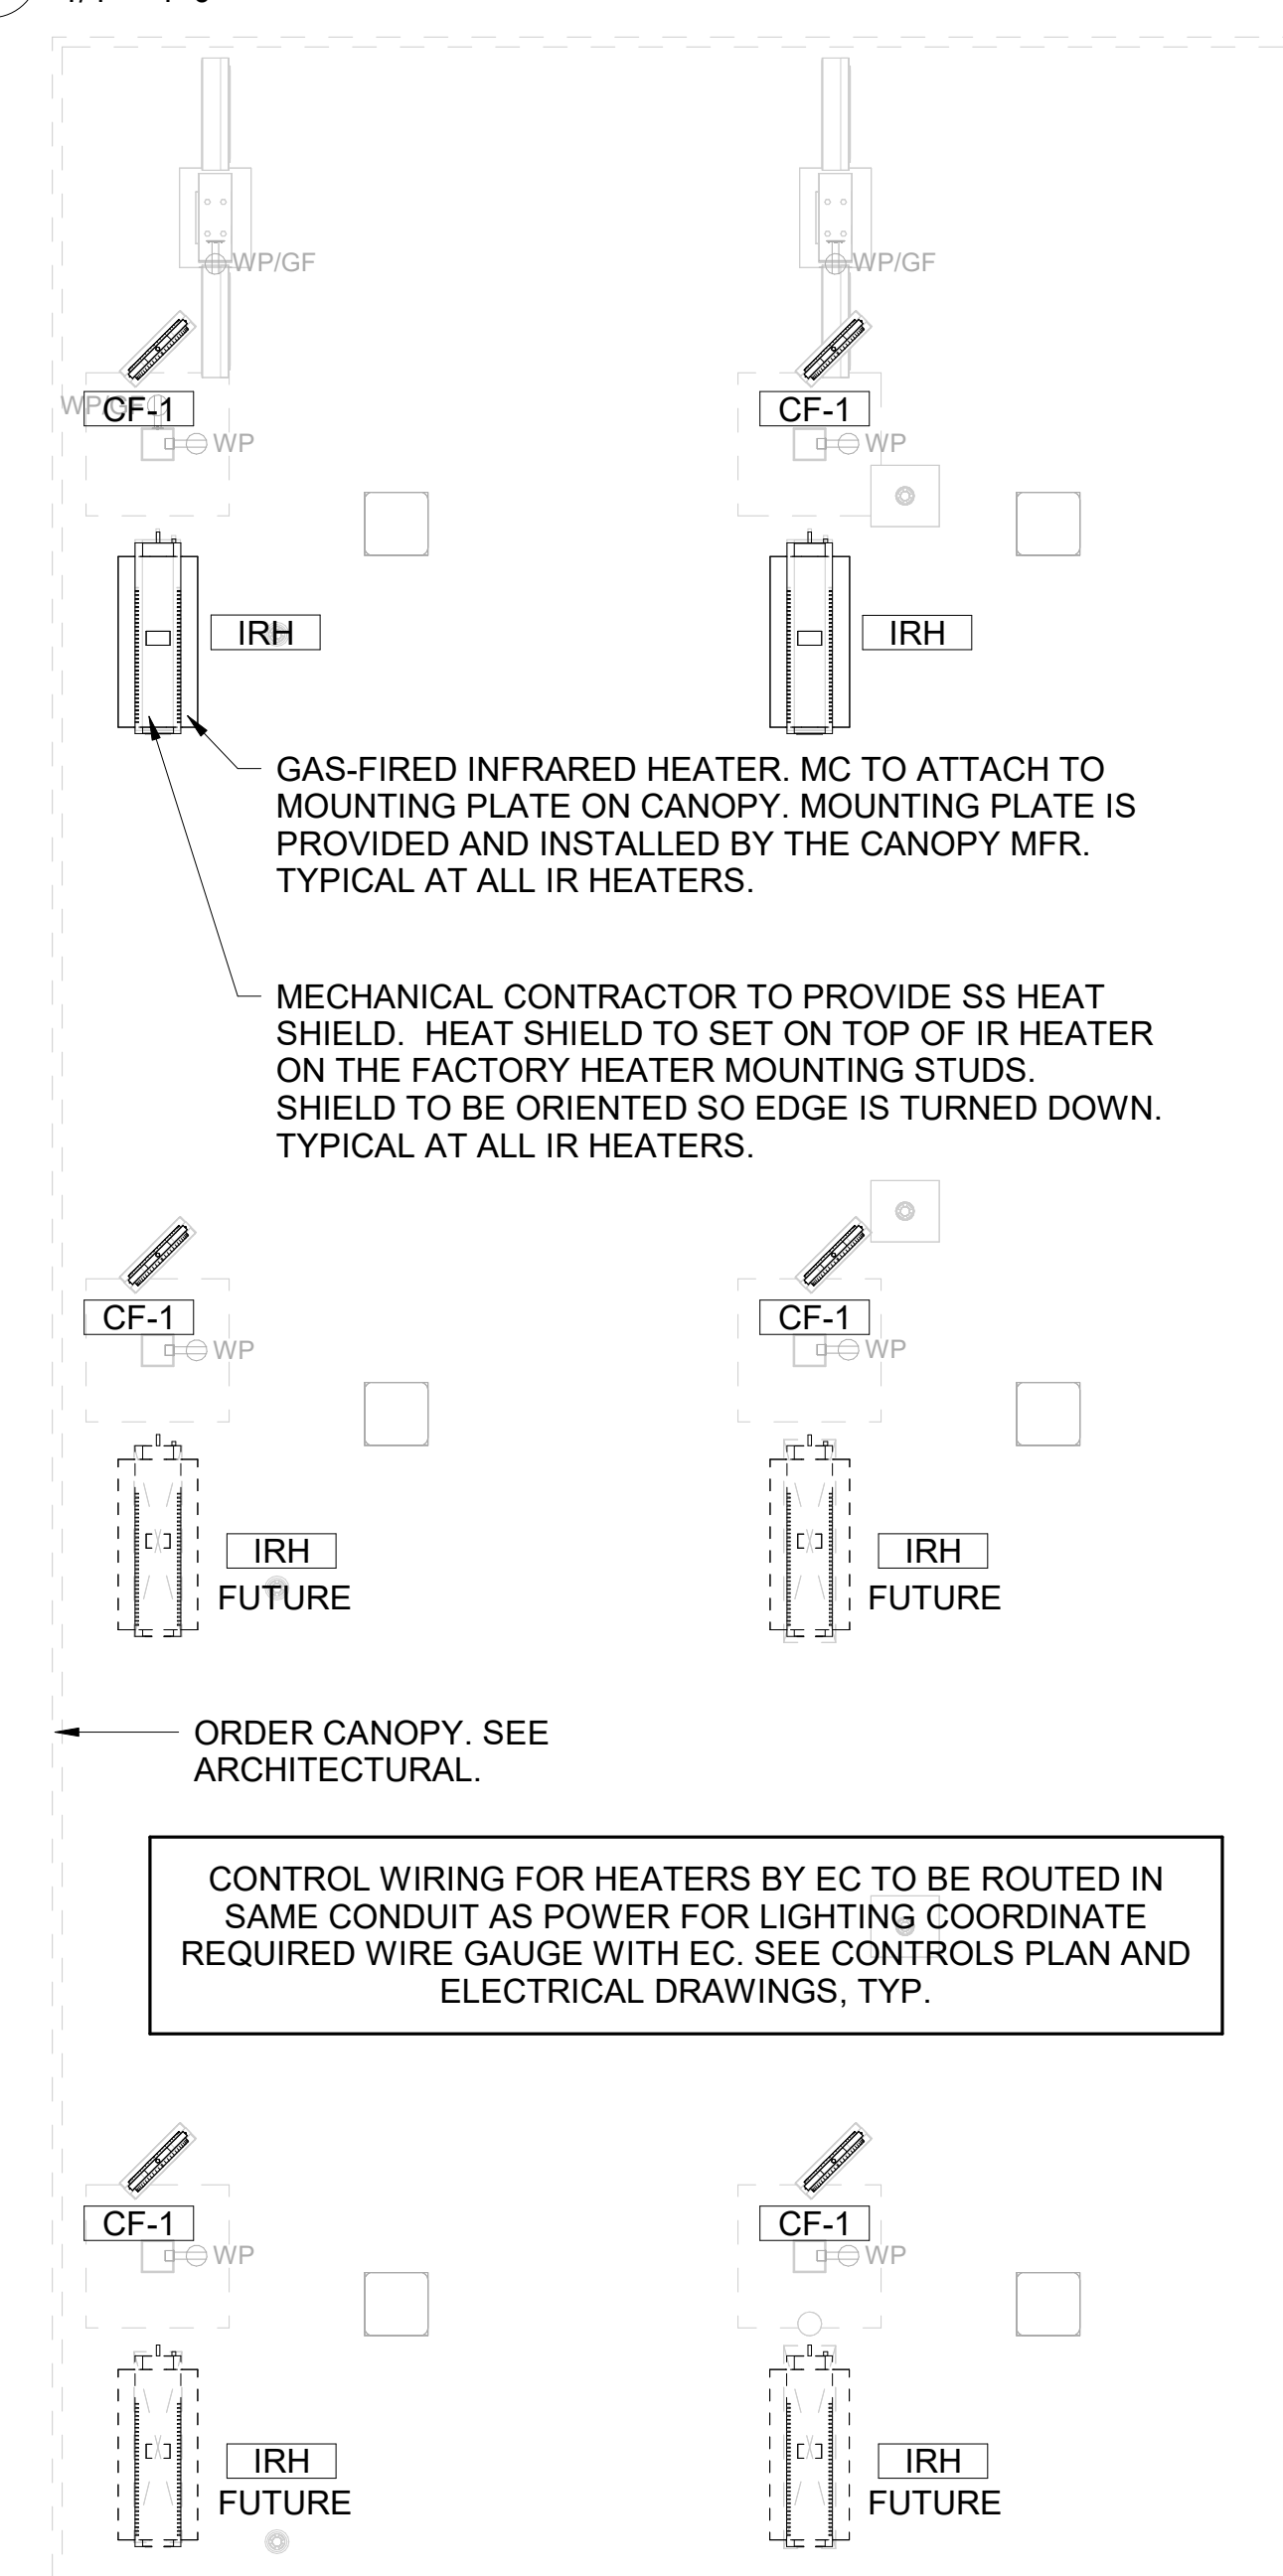 WP/GF WP/GF
CF-1 CF-1
WP/GF
WP WP
IRH IRH
GAS-FIRED INFRARED HEATER. MC TO ATTACH TO
MOUNTING PLATE ON CANOPY. MOUNTING PLATE IS
PROVIDED AND INSTALLED BY THE CANOPY MFR.
TYPICAL AT ALL IR HEATERS.
MECHANICAL CONTRACTOR TO PROVIDE SS HEAT
SHIELD.  HEAT SHIELD TO SET ON TOP OF IR HEATER
ON THE FACTORY HEATER MOUNTING STUDS.
SHIELD TO BE ORIENTED SO EDGE IS TURNED DOWN.
TYPICAL AT ALL IR HEATERS.
CF-1 CF-1
WP WP
IRH IRH
FUTURE FUTURE
ORDER CANOPY. SEE
ARCHITECTURAL.
CONTROL WIRING FOR HEATERS BY EC TO BE ROUTED IN
SAME CONDUIT AS POWER FOR LIGHTING COORDINATE
REQUIRED WIRE GAUGE WITH EC. SEE CONTROLS PLAN AND
ELECTRICAL DRAWINGS, TYP.
CF-1 CF-1
WP WP
IRH IRH
FUTURE FUTURE